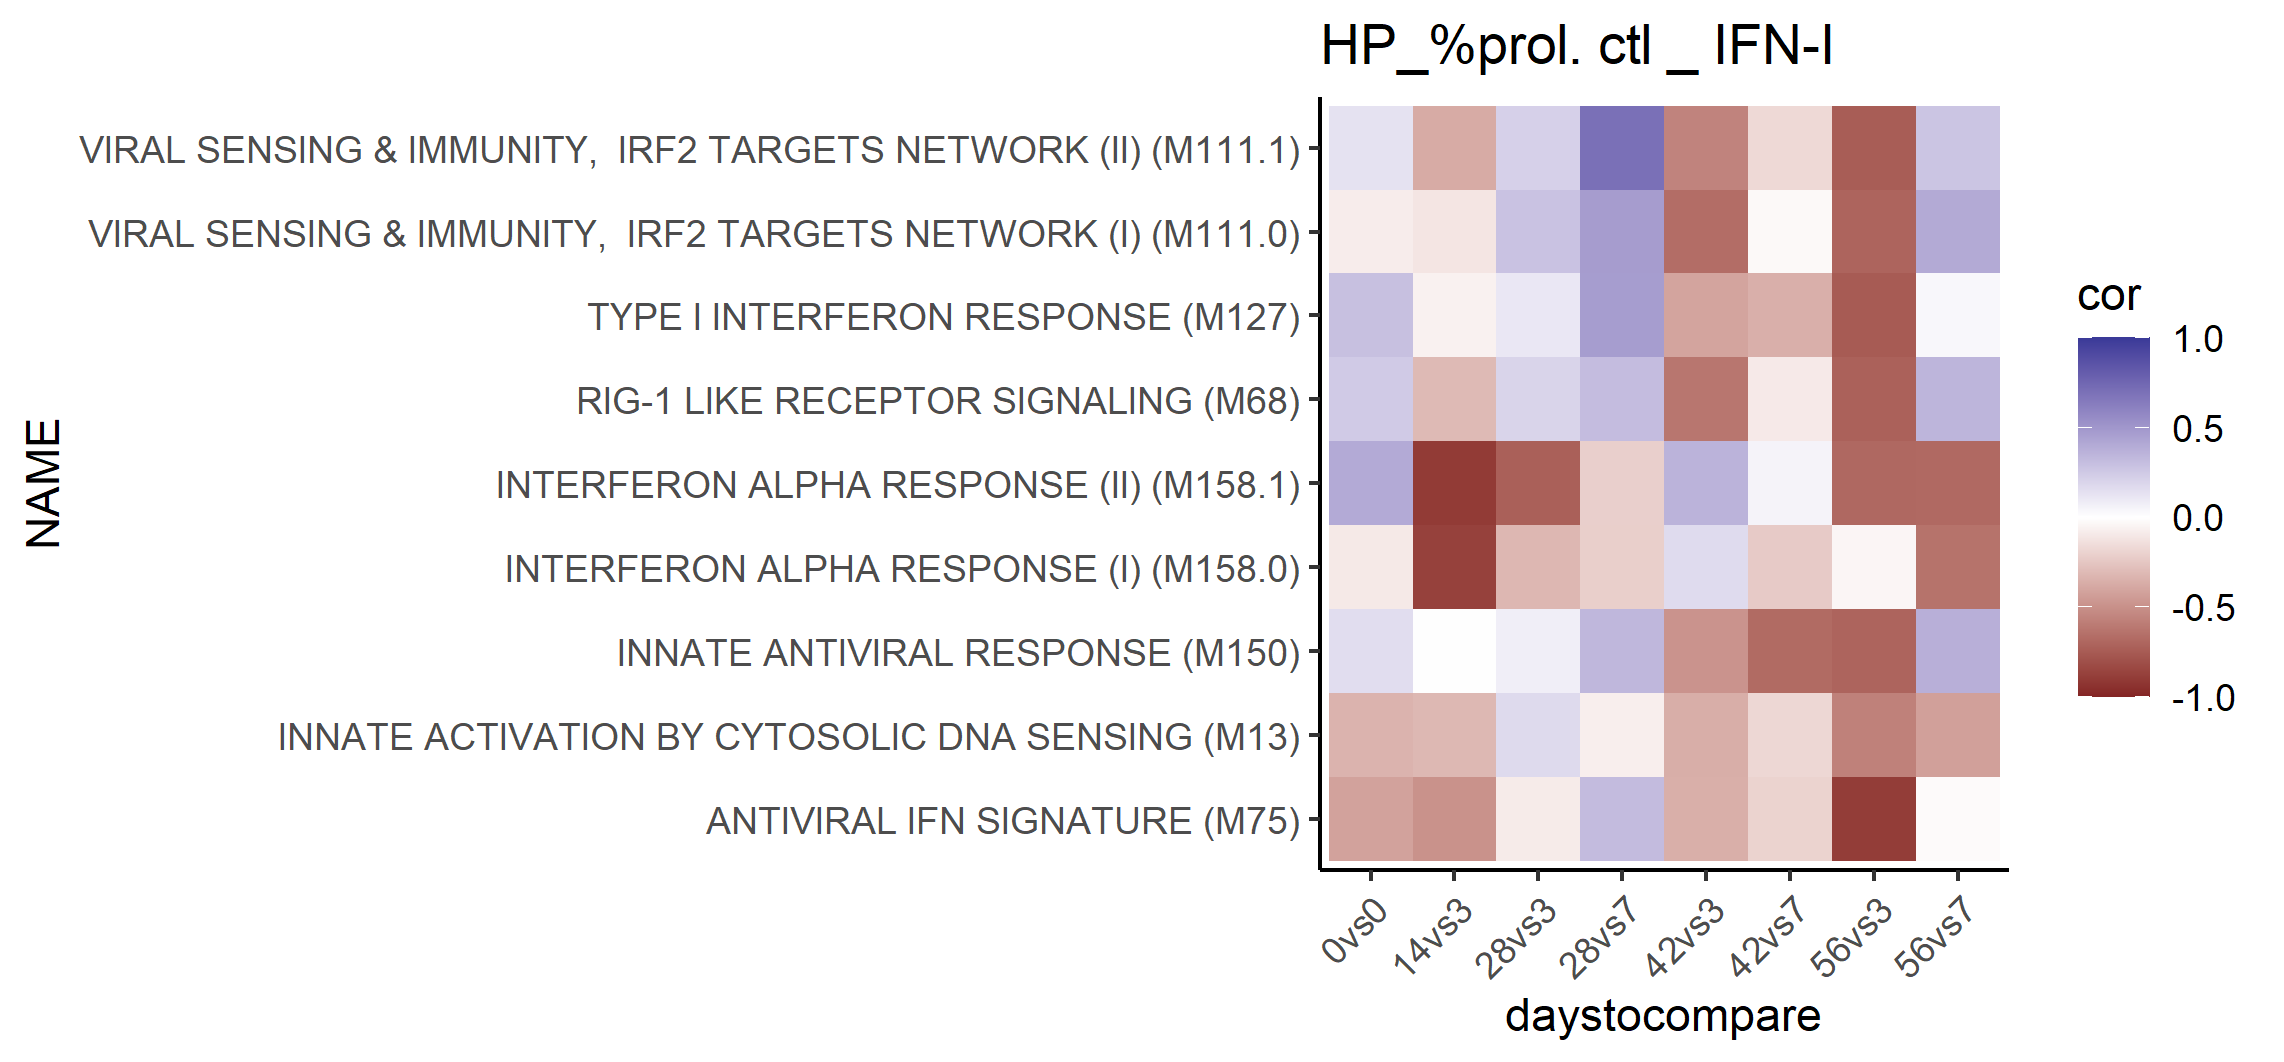 HP_%prol. ctl _ IFN-I
VIRAL SENSING & IMMUNITY,  IRF2 TARGETS NETWORK (II) (M111.1)
VIRAL SENSING & IMMUNITY,  IRF2 TARGETS NETWORK (I) (M111.0)
TYPE I INTERFERON RESPONSE (M127)
RIG-1 LIKE RECEPTOR SIGNALING (M68)
INTERFERON ALPHA RESPONSE (II) (M158.1)
INTERFERON ALPHA RESPONSE (I) (M158.0)
INNATE ANTIVIRAL RESPONSE (M150)
INNATE ACTIVATION BY CYTOSOLIC DNA SENSING (M13)
ANTIVIRAL IFN SIGNATURE (M75)
NAME
0vs0
14vs3
28vs3
28vs7
42vs3
42vs7
56vs3
56vs7
daystocompare
cor
1.0
0.5
0.0
-0.5
-1.0